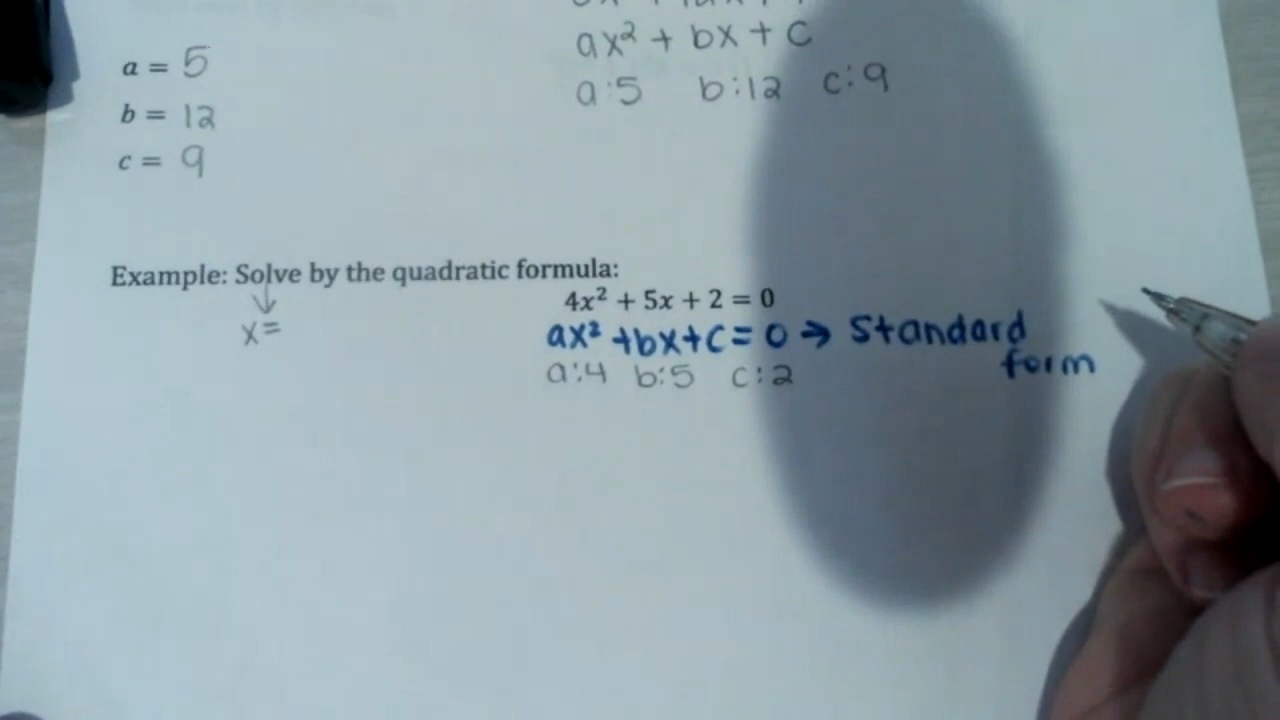 ax² + bx + c
a = 5
a:5 b:12 c:9
b = 12
c = 9
Example: Solve by the quadratic formula:
4x² + 5x + 2 = 0
x=
ax² +bx+c= 0 → Standard
form
a:4 b:5 c:2